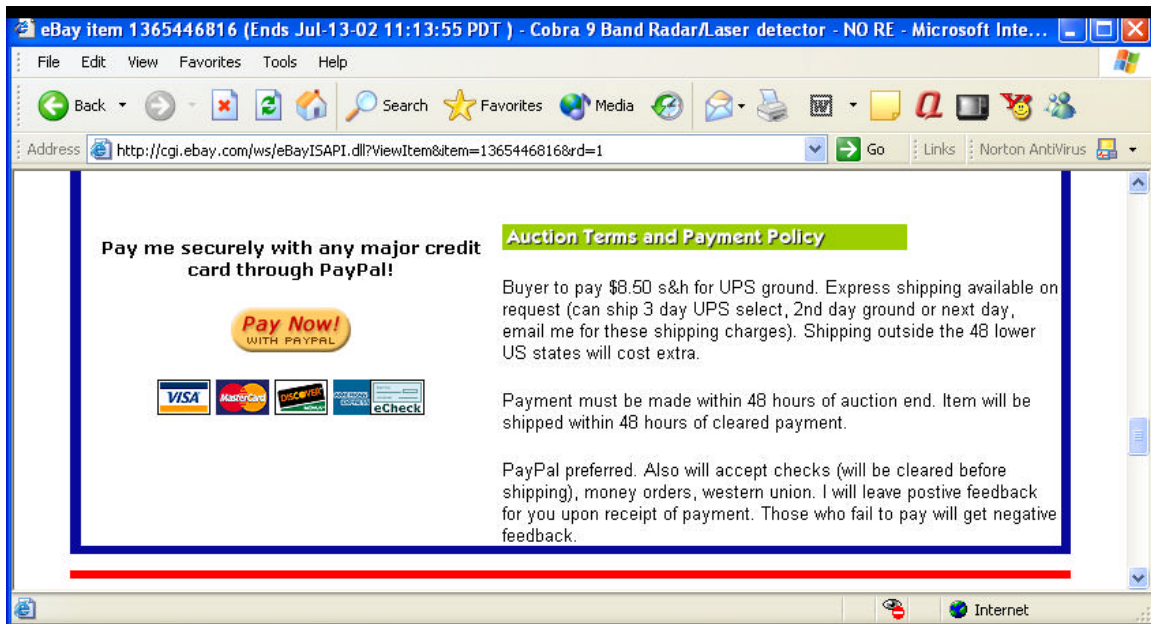 eBay item 1365446816 (Ends Jul-13-02 11:13:55 PDT ) - Cobra 9 Band Radar/Laser detector - NO RE - Microsoft Inte...
File Edit View Favorites Tools Help
Back Search Favorites Media
Address http://cgi.ebay.com/ws/eBayISAPI.dll?ViewItem&item=1365446816&rd=1 Go Links Norton AntiVirus
Pay me securely with any major credit
card through PayPal!
Pay Now!
WITH PAYPAL
VISA MasterCard DISCOVER NOVUS AMERICAN EXPRESS eCheck
Auction Terms and Payment Policy
Buyer to pay $8.50 s&h for UPS ground. Express shipping available on
request (can ship 3 day UPS select, 2nd day ground or next day,
email me for these shipping charges). Shipping outside the 48 lower
US states will cost extra.
Payment must be made within 48 hours of auction end. Item will be
shipped within 48 hours of cleared payment.
PayPal preferred. Also will accept checks (will be cleared before
shipping), money orders, western union. I will leave postive feedback
for you upon receipt of payment. Those who fail to pay will get negative
feedback.
Internet